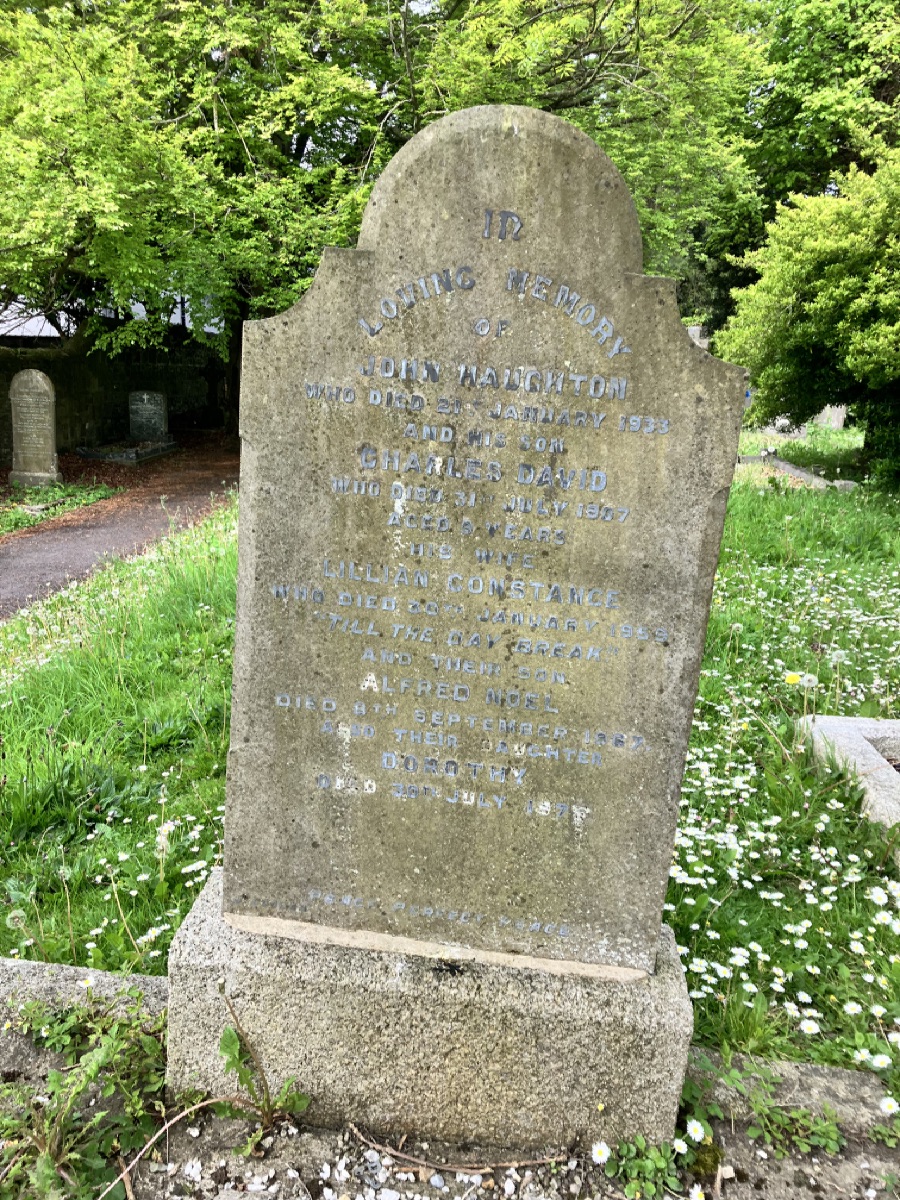 IN
LOVING MEMORY
OF
JOHN HAUGHTON
WHO DIED 21ST JANUARY 1933
AND HIS SON
CHARLES DAVID
WHO DIED 31ST JULY 1907
AGED 6 YEARS
HIS WIFE
LILLIAN CONSTANCE
WHO DIED 30TH JANUARY 1959
"TILL THE DAY BREAK"
AND THEIR SON
ALFRED NOEL
DIED 8TH SEPTEMBER 1967.
AND THEIR DAUGHTER
DOROTHY
DIED 29TH JULY 1977
PEACE PERFECT PEACE